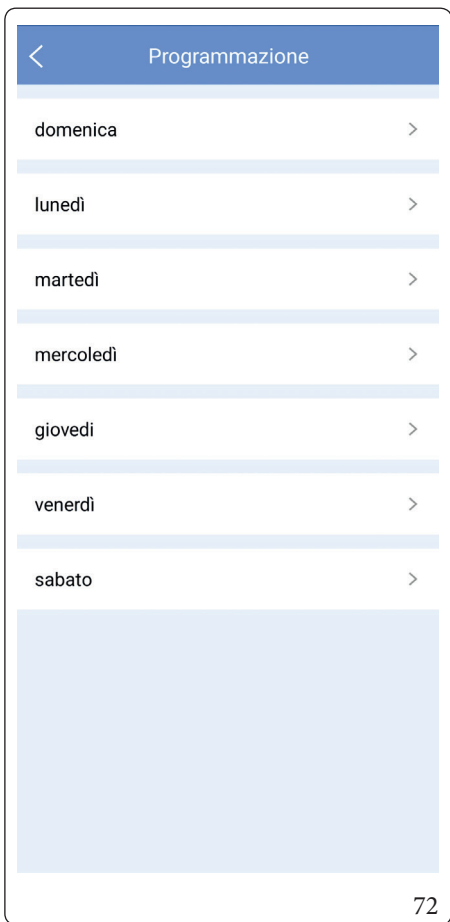 Programmazione
domenica
lunedì
martedì
mercoledì
giovedi
venerdì
sabato
72